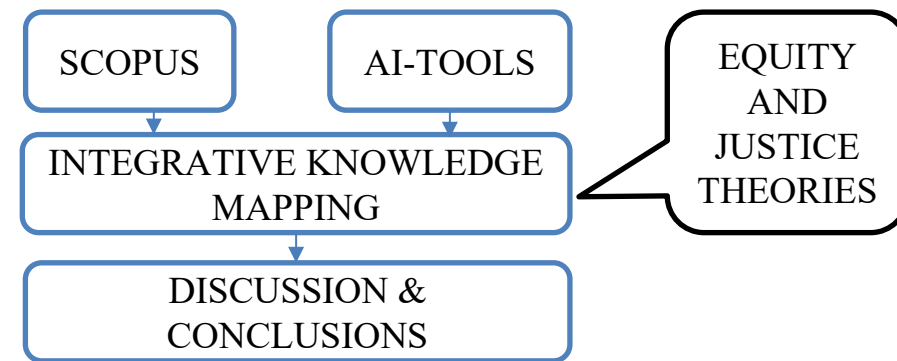 SCOPUS
AI-TOOLS
INTEGRATIVE KNOWLEDGE
MAPPING
EQUITY
AND
JUSTICE
THEORIES
DISCUSSION &
CONCLUSIONS